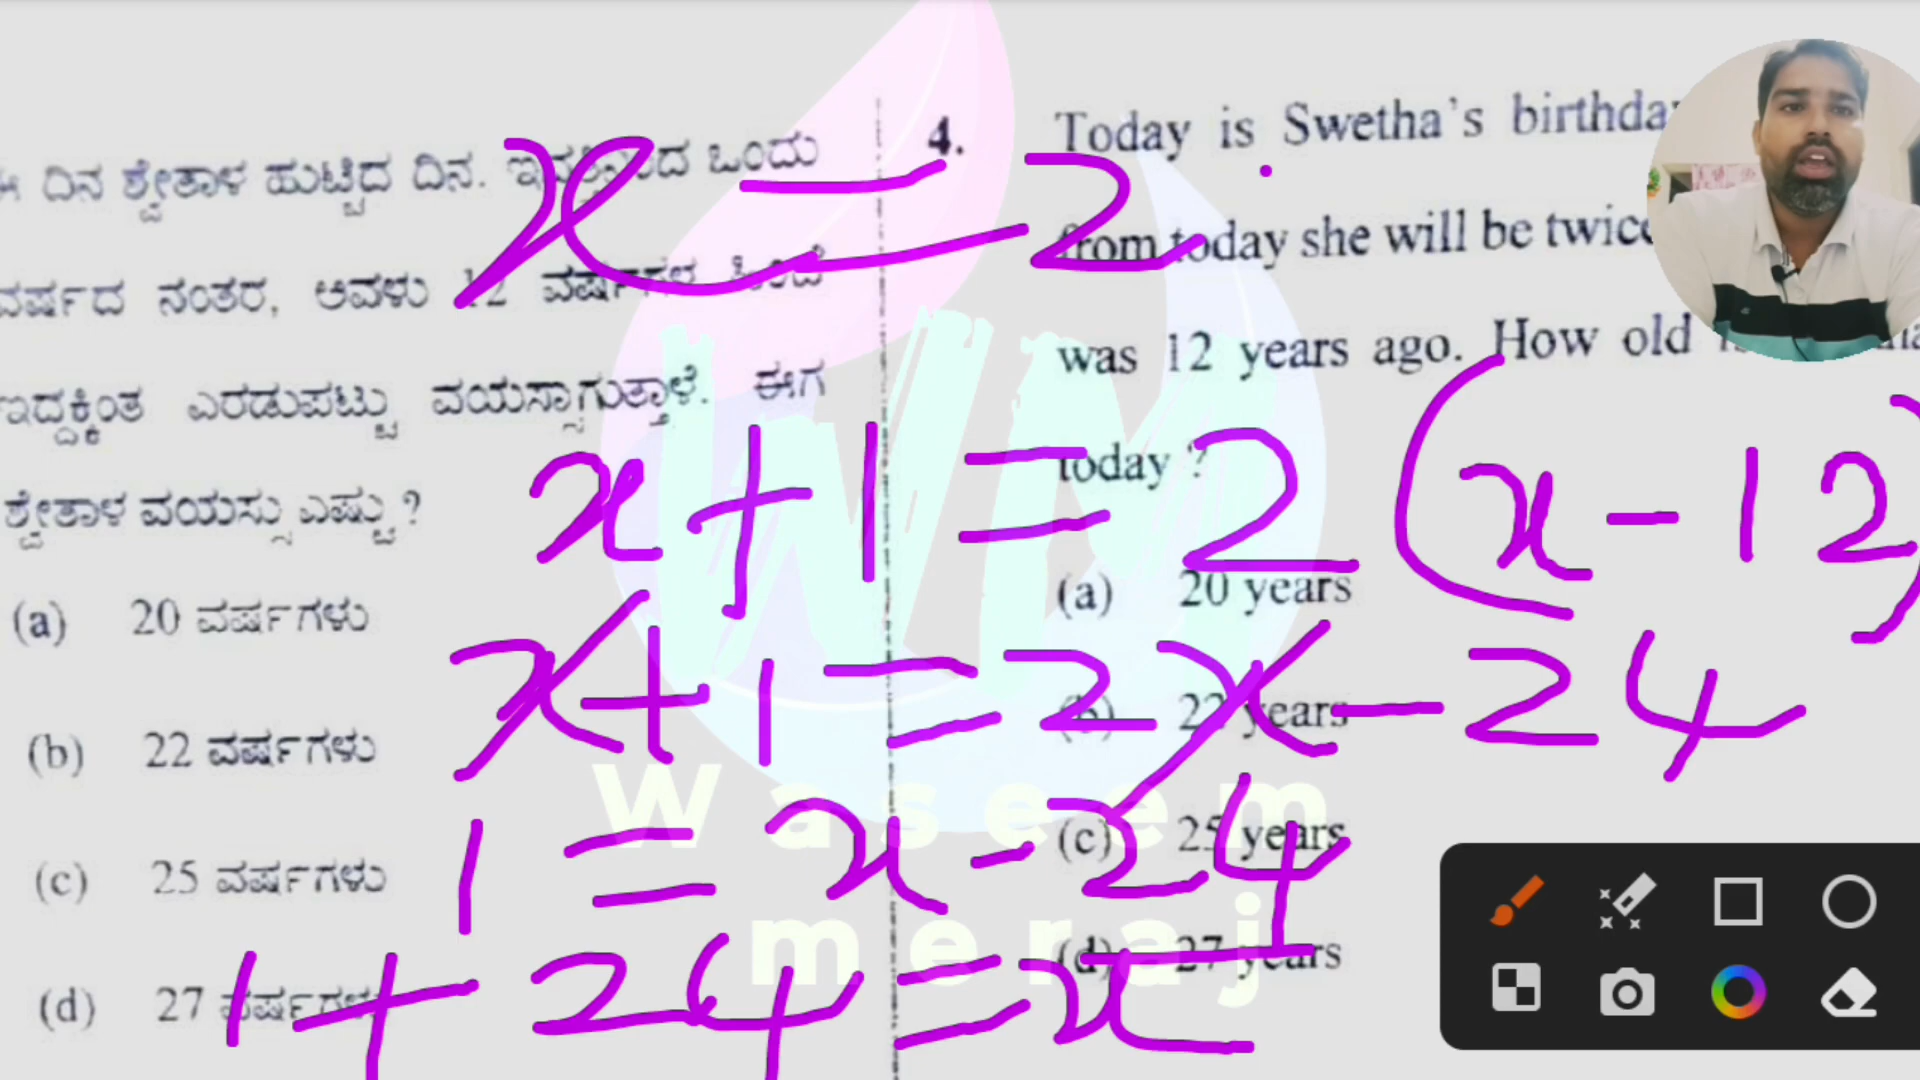 ಈ ದಿನ ಶ್ವೇತಾಳ ಹುಟ್ಟಿದ ದಿನ. ಒಂದು
ವರ್ಷದ ನಂತರ, ಅವಳು 12 ವರ್ಷಗಳ ಹಿಂದೆ
ಇದ್ದಕ್ಕಿಂತ ಎರಡುಪಟ್ಟು ವಯಸ್ಸಾಗುತ್ತಾಳೆ. ಈಗ
ಶ್ವೇತಾಳ ವಯಸ್ಸು ಎಷ್ಟು ?
(a) 20 ವರ್ಷಗಳು
(b) 22 ವರ್ಷಗಳು
(c) 25 ವರ್ಷಗಳು
(d) 27 ವರ್ಷಗಳು
4. Today is Swetha's
from today she will be twice
was 12 years ago. How old
today ?
(a) 20 years
(b) 22 years
(c) 25 years
(d) 27 years
x = 2
x + 1 = 2 (x - 12)
x + 1 = 2x - 24
1 = x - 24
1 + 24 = x
WM
Waseem
meraj